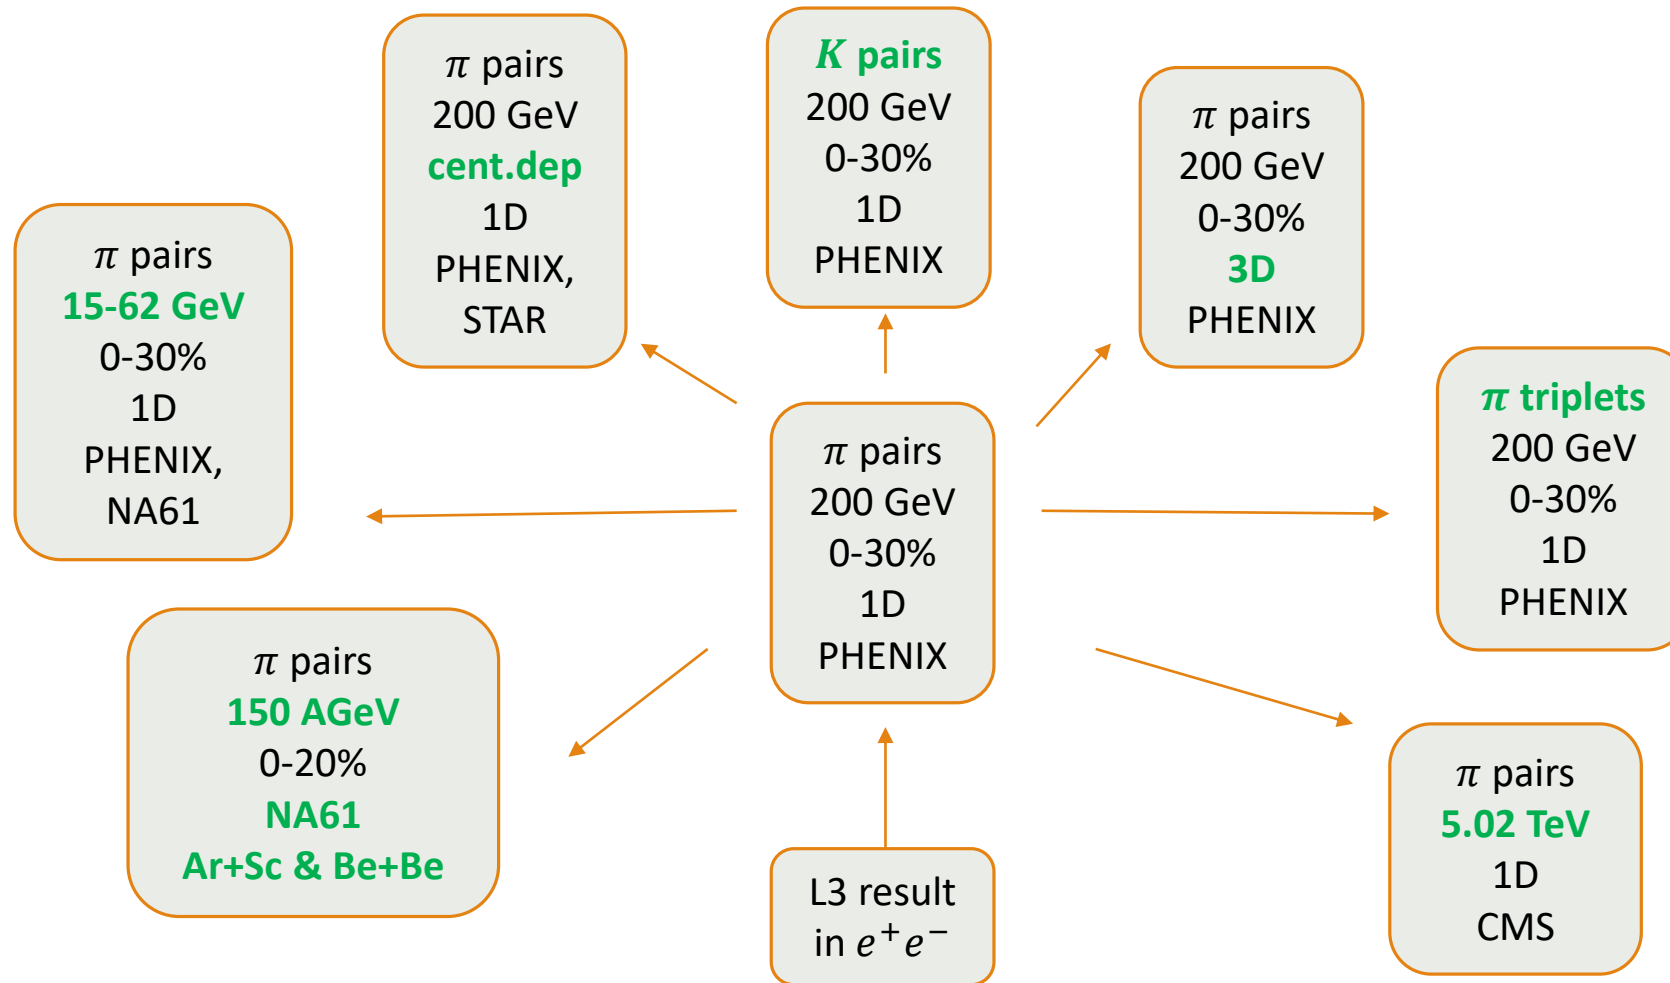 π pairs
200 GeV
cent.dep
1D
PHENIX,
STAR
K pairs
200 GeV
0-30%
1D
PHENIX
π pairs
200 GeV
0-30%
3D
PHENIX
π pairs
15-62 GeV
0-30%
1D
PHENIX,
NA61
π pairs
200 GeV
0-30%
1D
PHENIX
π triplets
200 GeV
0-30%
1D
PHENIX
π pairs
150 AGeV
0-20%
NA61
Ar+Sc & Be+Be
L3 result
in e⁺e⁻
π pairs
5.02 TeV
1D
CMS